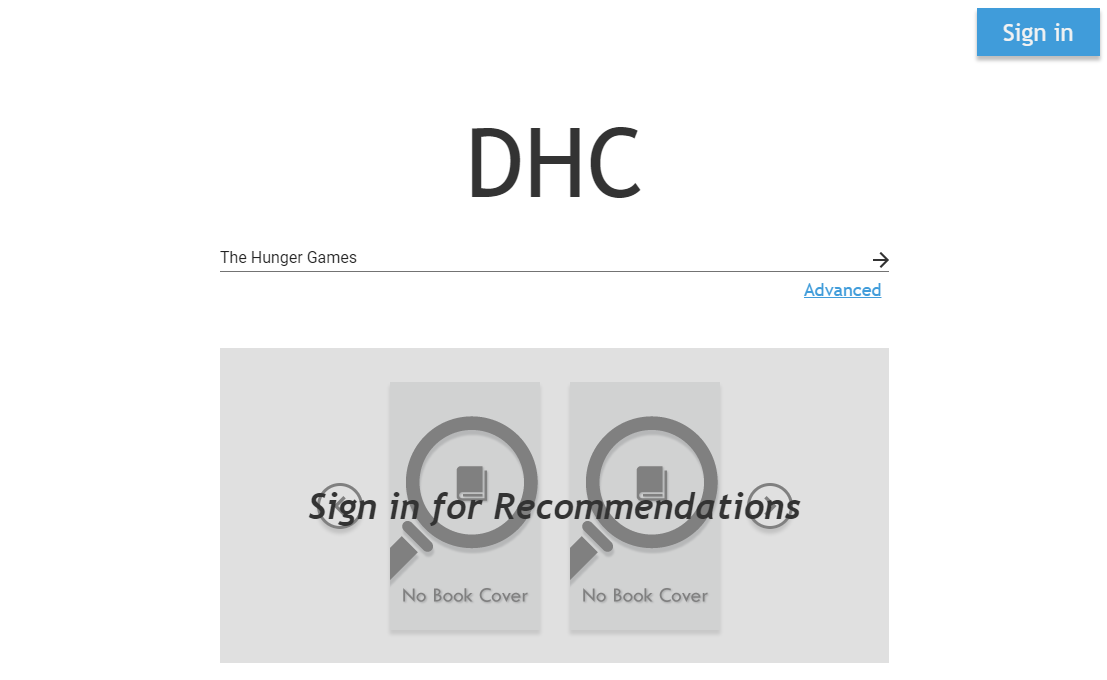 Sign in
DHC
The Hunger Games
Advanced
Sign in for Recommendations
No Book Cover No Book Cover